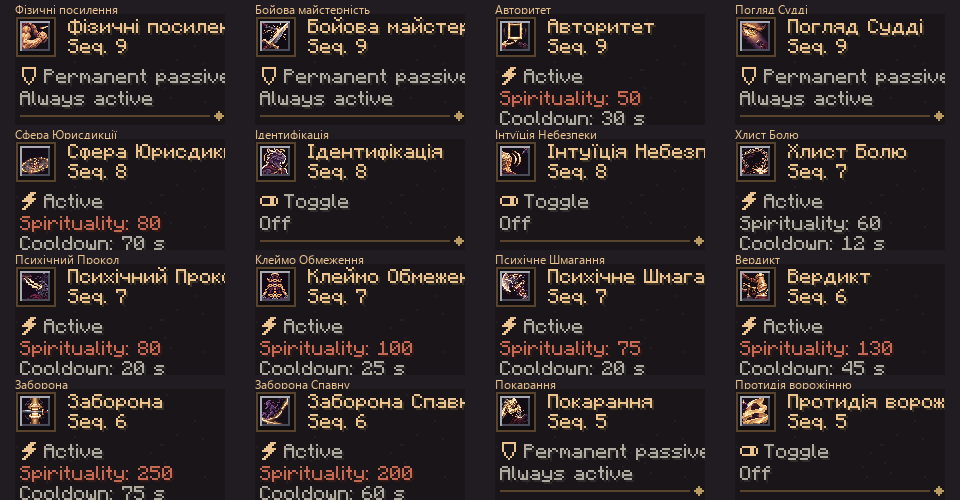 Фізичні посилення
Фізичні посилен
Seq. 9
Permanent passive
Always active
Бойова майстерність
Бойова майстер
Seq. 9
Permanent passive
Always active
Авторитет
Авторитет
Seq. 9
Active
Spirituality: 50
Cooldown: 30 s
Погляд Судді
Погляд Судді
Seq. 9
Permanent passive
Always active
Сфера Юрисдикції
Сфера Юрисдик
Seq. 8
Active
Spirituality: 80
Cooldown: 70 s
Ідентифікація
Ідентифікація
Seq. 8
Toggle
Off
Інтуїція Небезпеки
Інтуїція Небезп
Seq. 8
Toggle
Off
Хлист Болю
Хлист Болю
Seq. 7
Active
Spirituality: 60
Cooldown: 12 s
Психічний Прокол
Психічний Проко
Seq. 7
Active
Spirituality: 80
Cooldown: 20 s
Клеймо Обмеження
Клеймо Обмежен
Seq. 7
Active
Spirituality: 100
Cooldown: 25 s
Психічне Шмагання
Психічне Шмага
Seq. 7
Active
Spirituality: 75
Cooldown: 20 s
Вердикт
Вердикт
Seq. 6
Active
Spirituality: 130
Cooldown: 45 s
Заборона
Заборона
Seq. 6
Active
Spirituality: 250
Cooldown: 75 s
Заборона Спавну
Заборона Спавн
Seq. 6
Active
Spirituality: 200
Cooldown: 60 s
Покарання
Покарання
Seq. 5
Permanent passive
Always active
Протидія ворожінню
Протидія ворож
Seq. 5
Toggle
Off